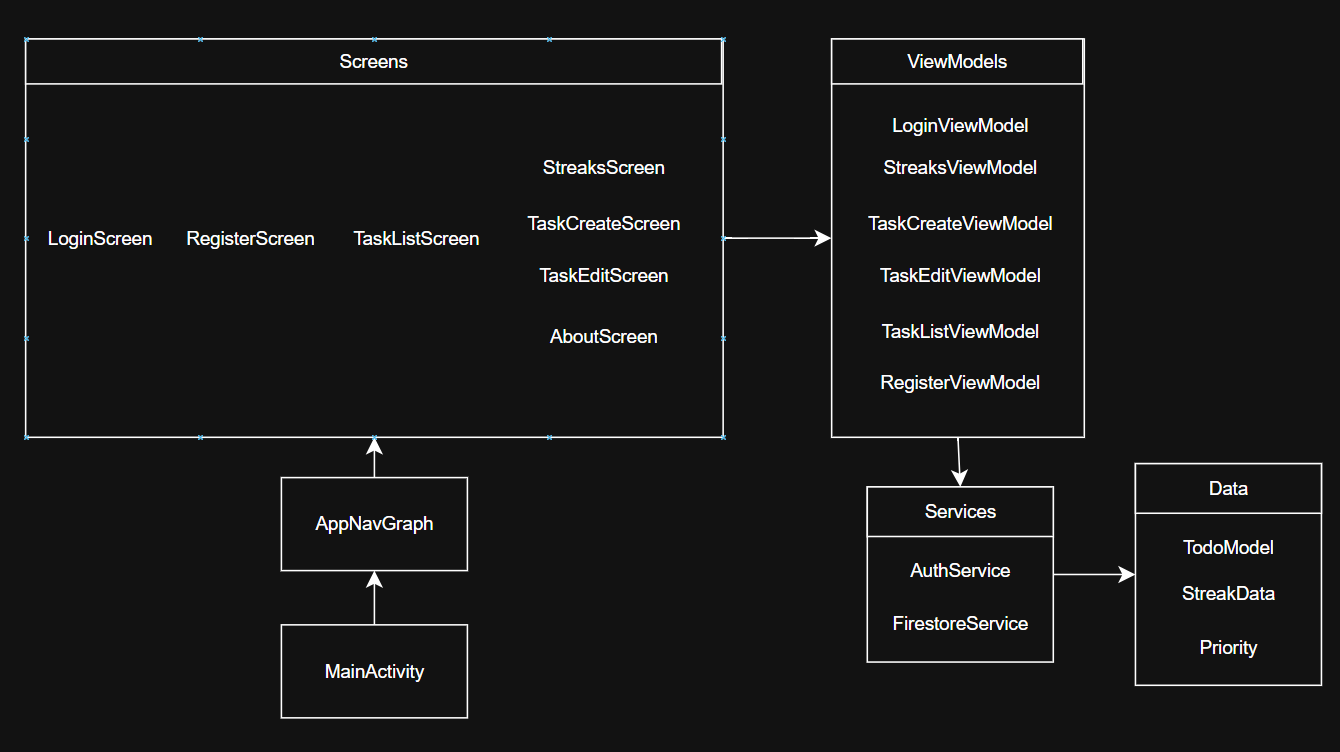 Screens
LoginScreen
RegisterScreen
TaskListScreen
StreaksScreen
TaskCreateScreen
TaskEditScreen
AboutScreen
ViewModels
LoginViewModel
StreaksViewModel
TaskCreateViewModel
TaskEditViewModel
TaskListViewModel
RegisterViewModel
AppNavGraph
MainActivity
Services
AuthService
FirestoreService
Data
TodoModel
StreakData
Priority